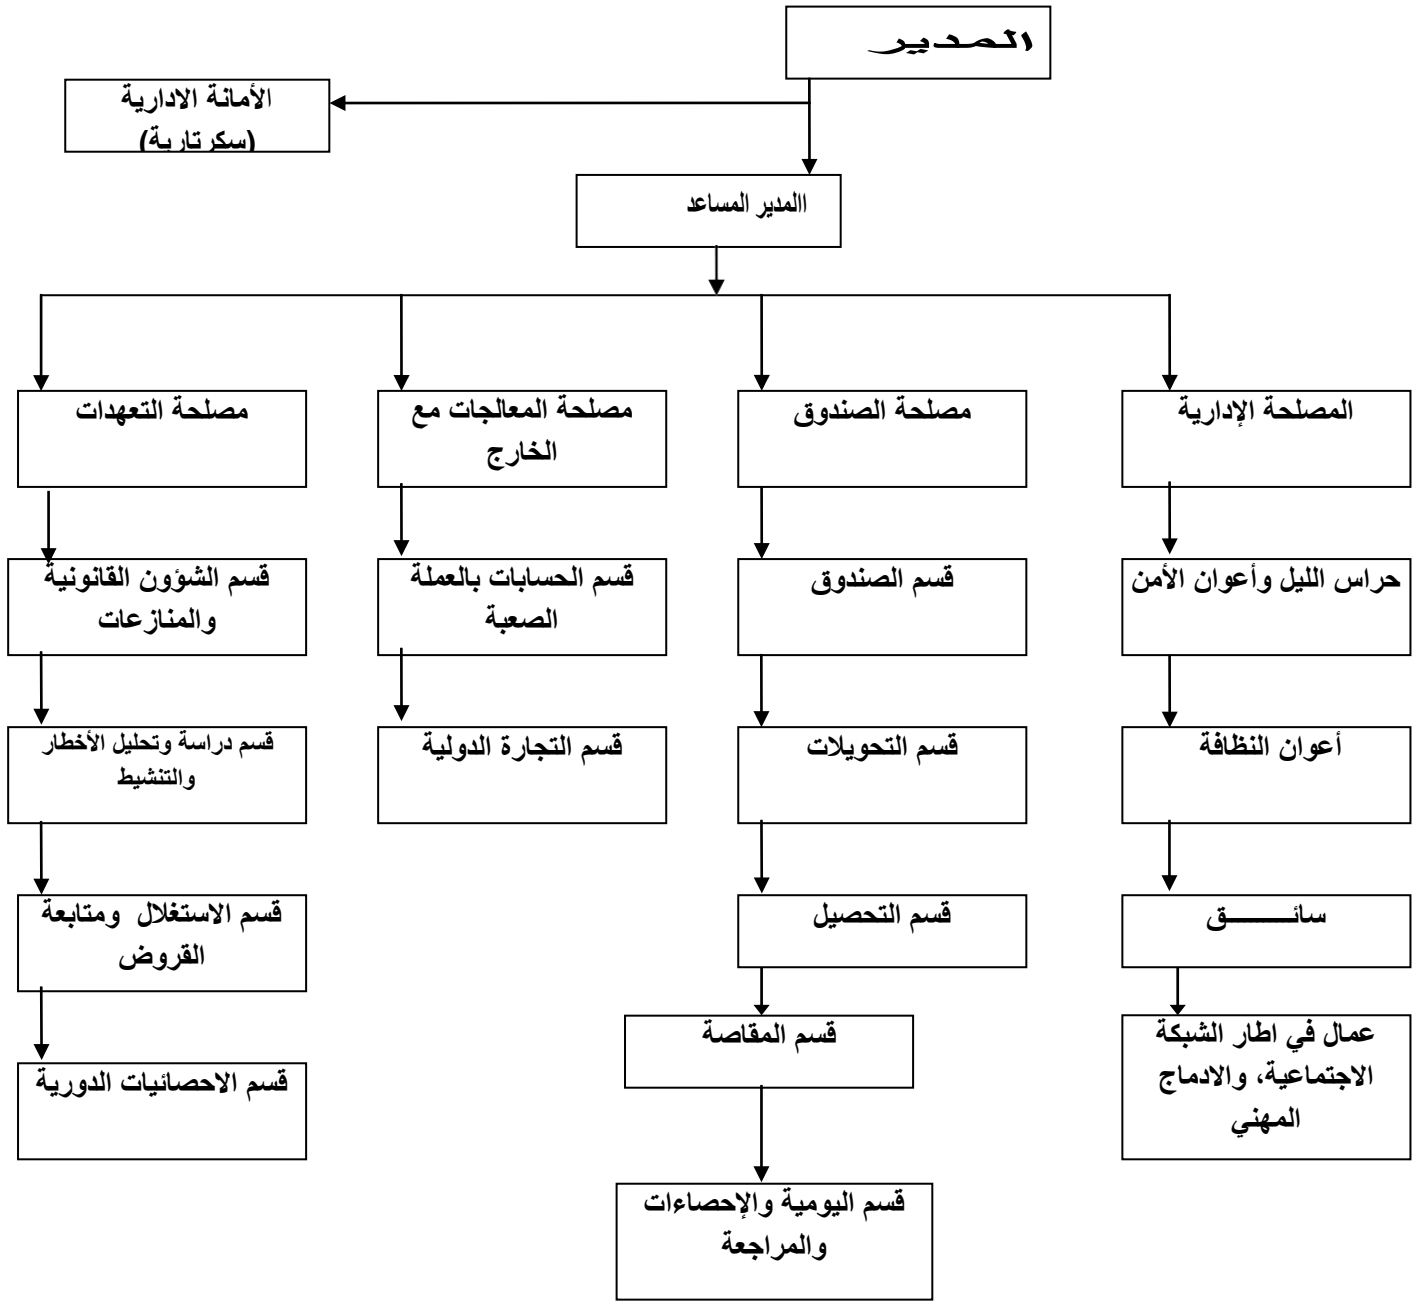 المدير
الأمانة الادارية
(سكرتارية)
االمدير المساعد
المصلحة الإدارية
مصلحة الصندوق
مصلحة المعالجات مع
الخارج
مصلحة التعهدات
حراس الليل وأعوان الأمن
قسم الصندوق
قسم الحسابات بالعملة
الصعبة
قسم الشؤون القانونية
والمنازعات
أعوان النظافة
قسم التحويلات
قسم التجارة الدولية
قسم دراسة وتحليل الأخطار
والتنشيط
سائــــــــق
قسم التحصيل
قسم الاستغلال ومتابعة
القروض
عمال في اطار الشبكة
الاجتماعية، والادماج
المهني
قسم المقاصة
قسم الاحصائيات الدورية
قسم اليومية والإحصاءات
والمراجعة